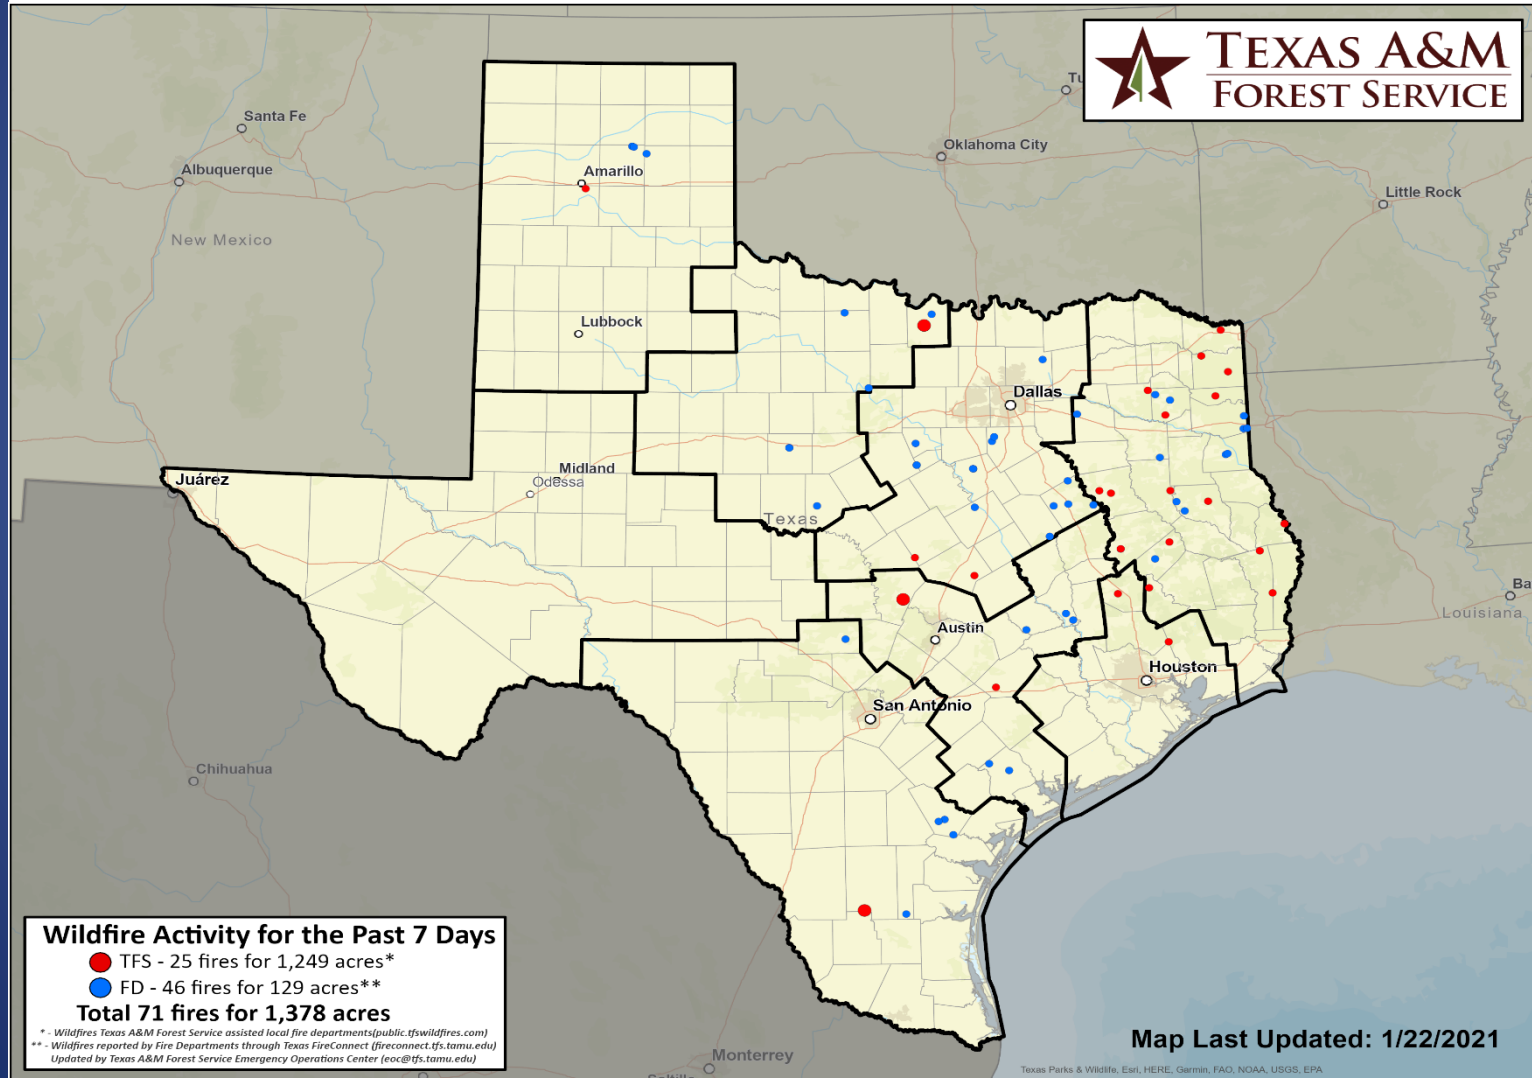 TEXAS A&M
FOREST SERVICE
Tu
Santa Fe
Oklahoma City
Albuquerque
Amarillo
Little Rock
New Mexico
Lubbock
Dallas
Midland
Odessa
Juárez
Texas
Ba
Louisiana
Austin
Houston
San Antonio
Chihuahua
Wildfire Activity for the Past 7 Days
TFS - 25 fires for 1,249 acres*
FD - 46 fires for 129 acres**
Total 71 fires for 1,378 acres
* - Wildfires Texas A&M Forest Service assisted local fire departments(public.tfswildfires.com)
** - Wildfires reported by Fire Departments through Texas FireConnect (fireconnect.tfs.tamu.edu)
Updated by Texas A&M Forest Service Emergency Operations Center (eoc@tfs.tamu.edu)
Map Last Updated: 1/22/2021
Monterrey
Texas Parks & Wildlife, Esri, HERE, Garmin, FAO, NOAA, USGS, EPA